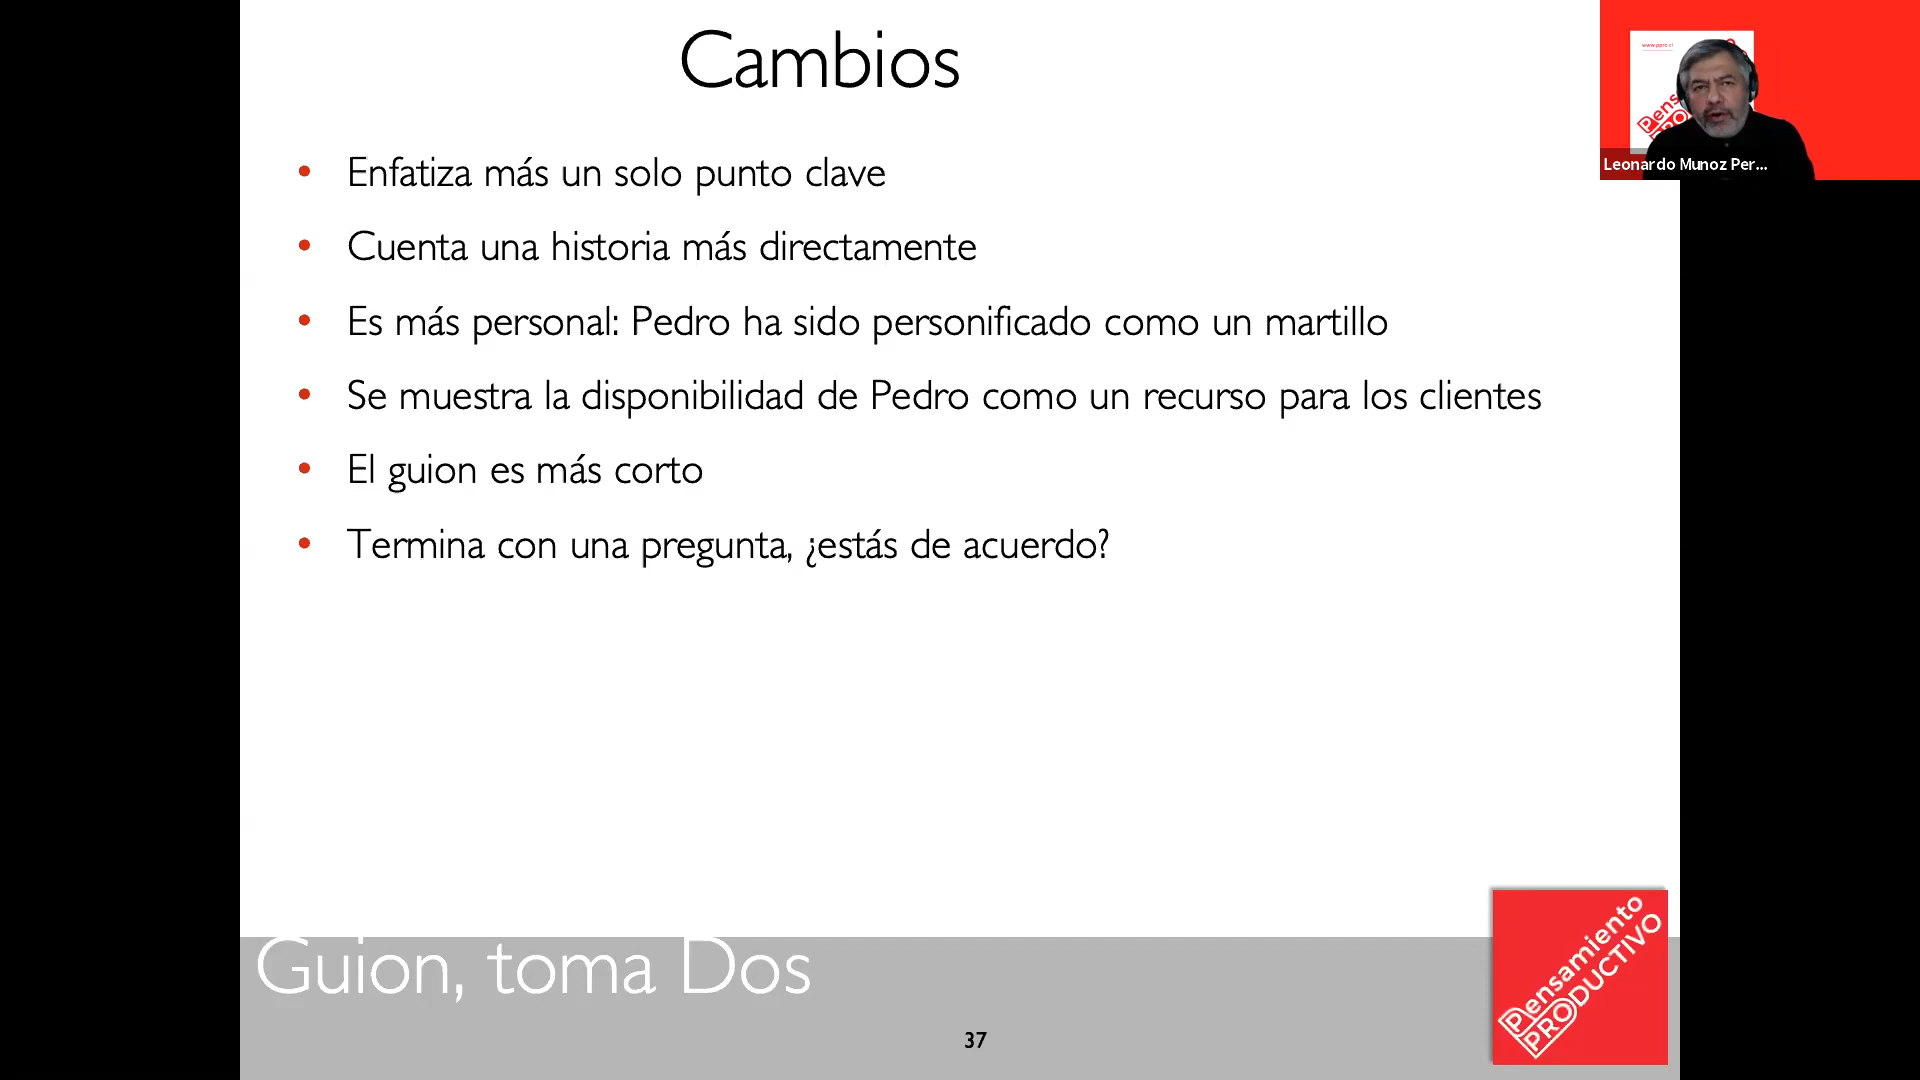 Cambios
• Enfatiza más un solo punto clave
• Cuenta una historia más directamente
• Es más personal: Pedro ha sido personificado como un martillo
• Se muestra la disponibilidad de Pedro como un recurso para los clientes
• El guion es más corto
• Termina con una pregunta, ¿estás de acuerdo?
Guion, toma Dos
37
Pensamiento
PRODUCTIVO
Leonardo Munoz Per...